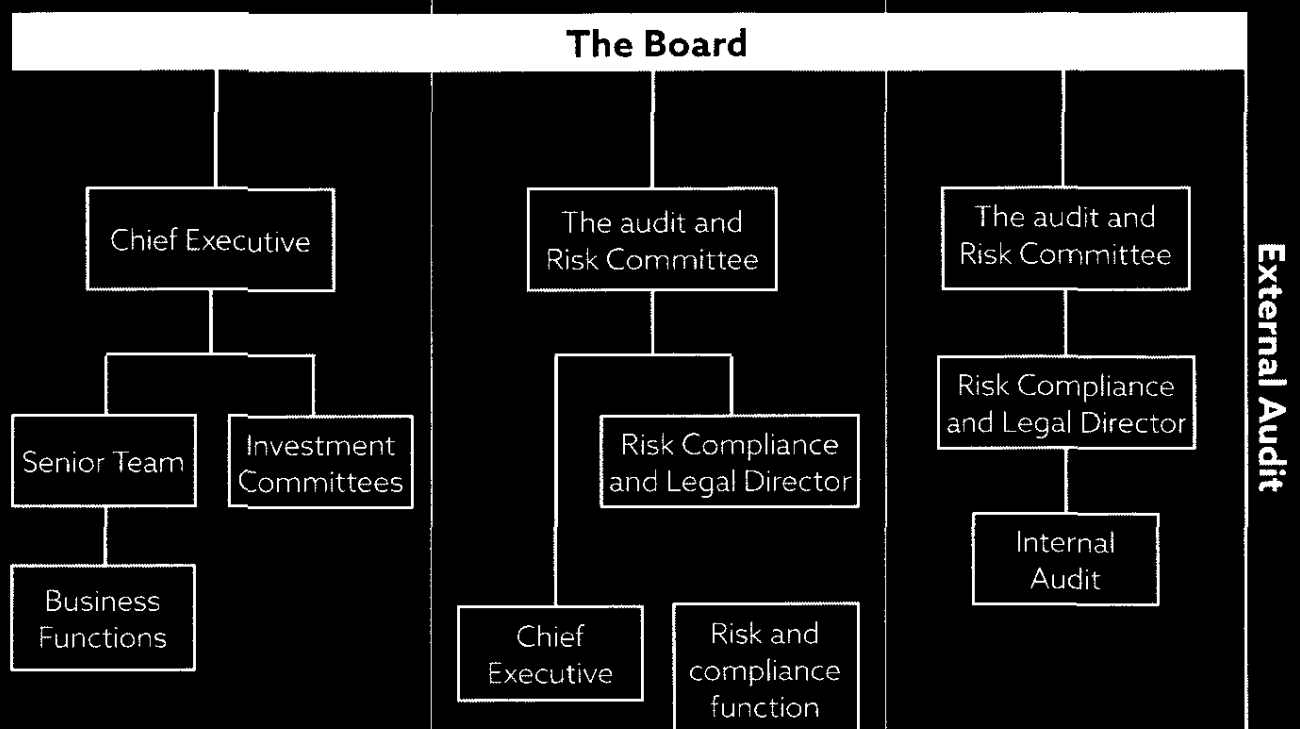 The Board
Chief Executive
Senior Team
Investment
Committees
Business
Functions
The audit and
Risk Committee
Risk Compliance
and Legal Director
Chief
Executive
Risk and
compliance
function
The audit and
Risk Committee
Risk Compliance
and Legal Director
Internal
Audit
External Audit